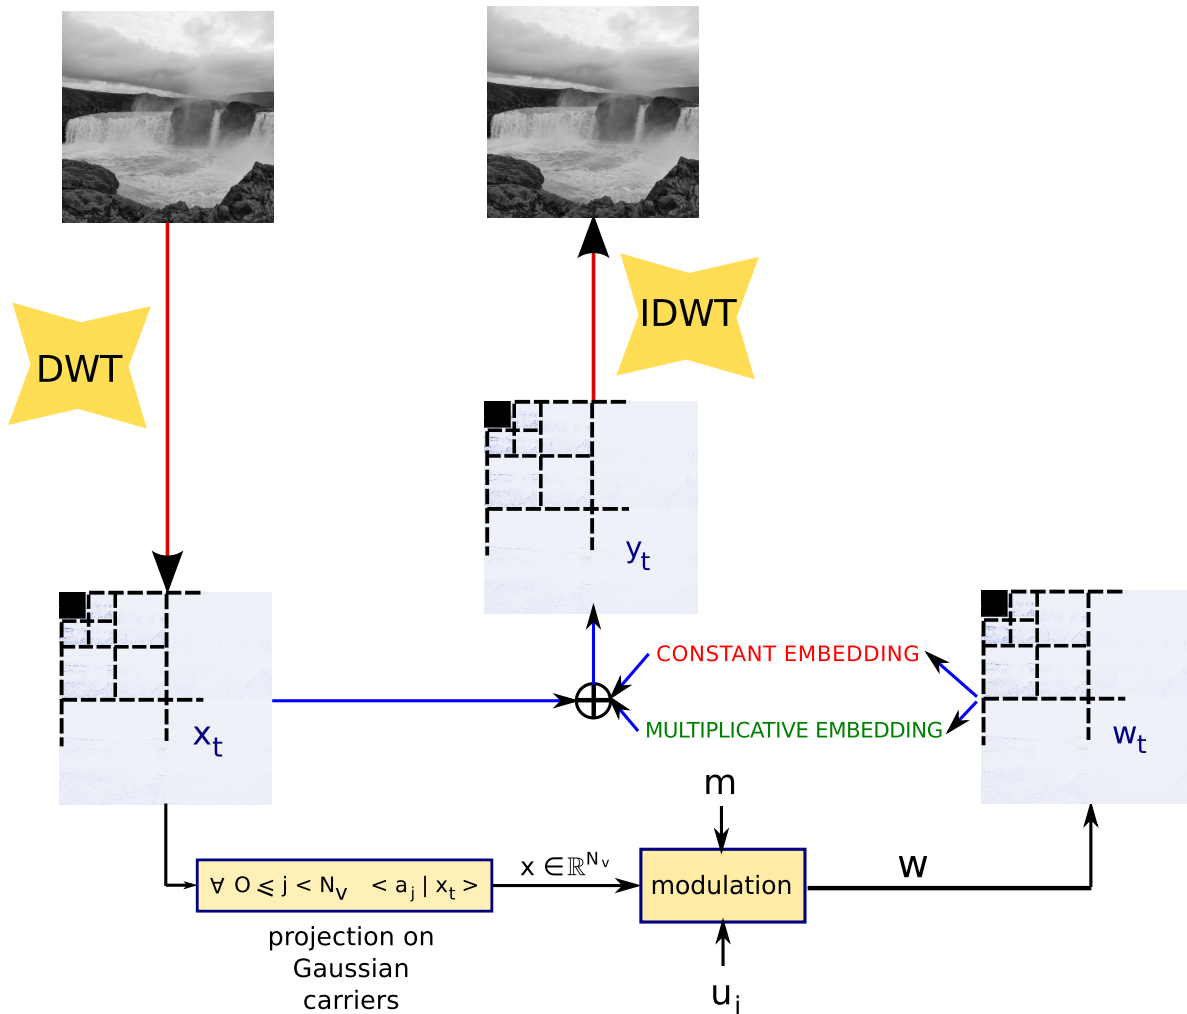 DWT
IDWT
y_t
x_t
CONSTANT EMBEDDING
MULTIPLICATIVE EMBEDDING
w_t
m
∀ O ⩽ j < N_v < a_j | x_t >
x ∈ ℝ^{N_v}
modulation
w
projection on
Gaussian
carriers
u_i